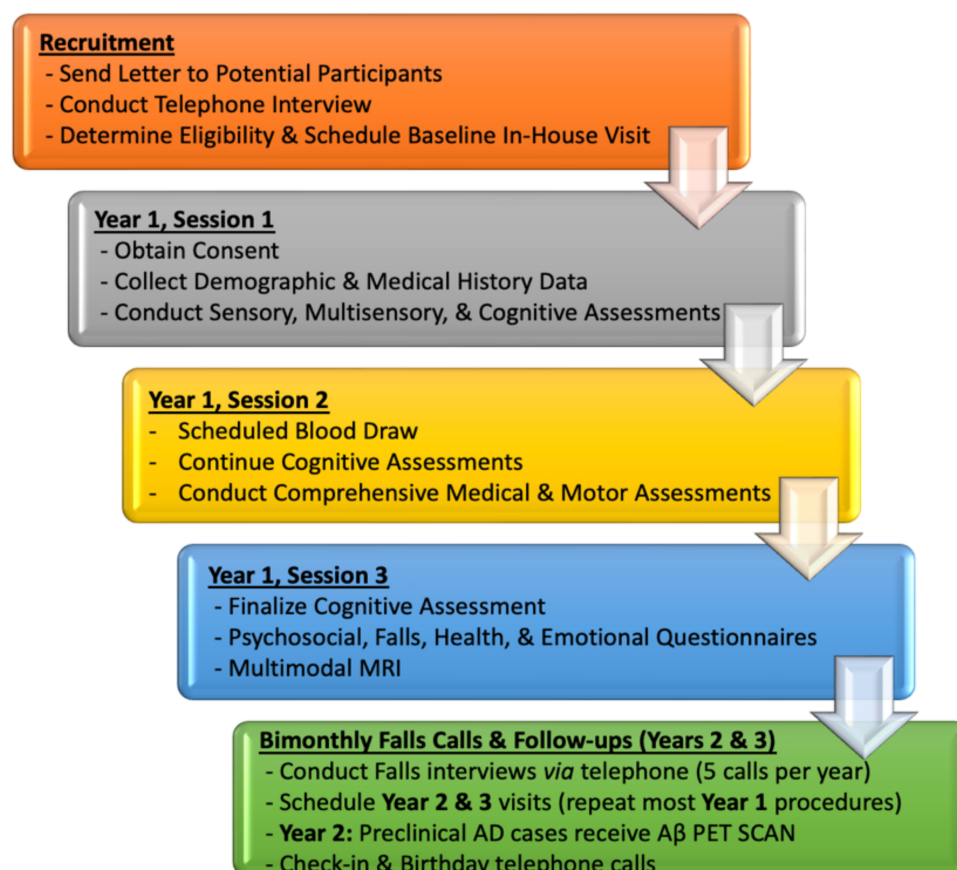 Recruitment
- Send Letter to Potential Participants
- Conduct Telephone Interview
- Determine Eligibility & Schedule Baseline In-House Visit
Year 1, Session 1
- Obtain Consent
- Collect Demographic & Medical History Data
- Conduct Sensory, Multisensory, & Cognitive Assessments
Year 1, Session 2
- Scheduled Blood Draw
- Continue Cognitive Assessments
- Conduct Comprehensive Medical & Motor Assessments
Year 1, Session 3
- Finalize Cognitive Assessment
- Psychosocial, Falls, Health, & Emotional Questionnaires
- Multimodal MRI
Bimonthly Falls Calls & Follow-ups (Years 2 & 3)
- Conduct Falls interviews via telephone (5 calls per year)
- Schedule Year 2 & 3 visits (repeat most Year 1 procedures)
- Year 2: Preclinical AD cases receive Aβ PET SCAN
- Check-in & Birthday telephone calls